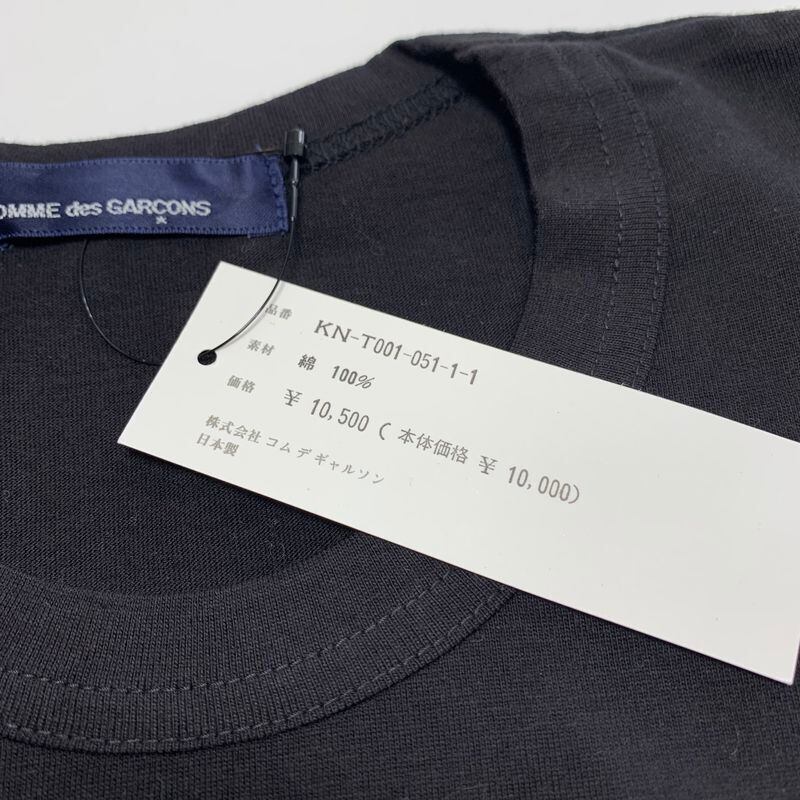 OMME des GARÇONS
*
品番 KN-T001-051-1-1
素材 綿 100%
価格 ¥ 10,500 ( 本体価格 ¥ 10,000)
株式会社 コム デ ギャルソン
日本製